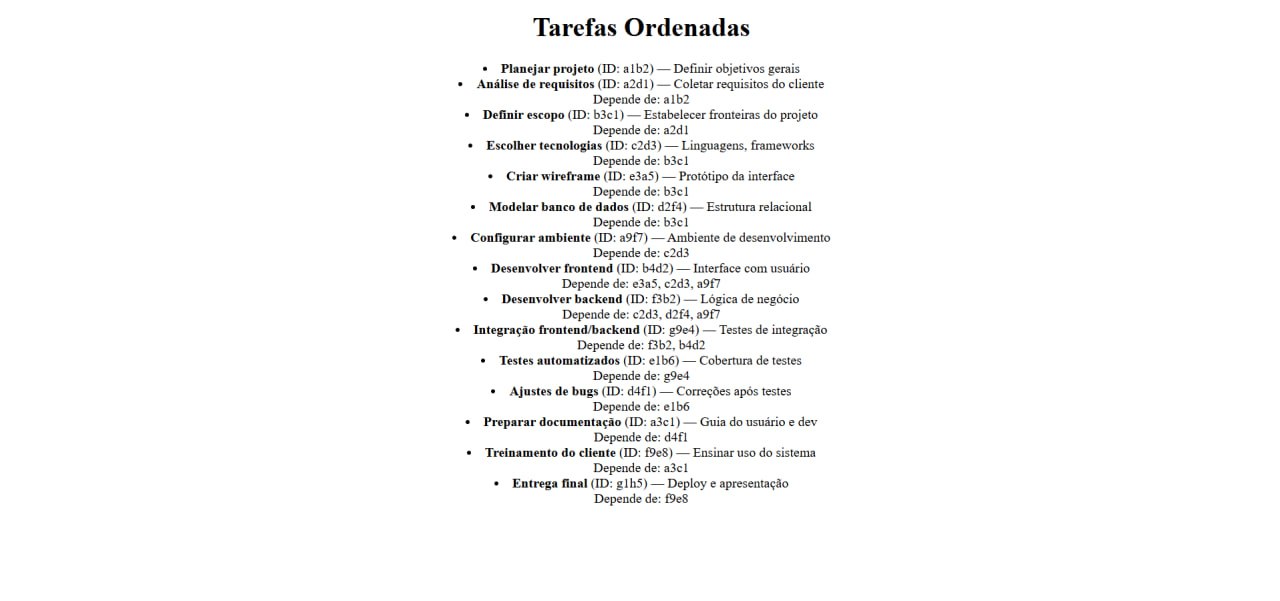 Tarefas Ordenadas
• Planejar projeto (ID: a1b2) — Definir objetivos gerais
• Análise de requisitos (ID: a2d1) — Coletar requisitos do cliente
Depende de: a1b2
• Definir escopo (ID: b3c1) — Estabelecer fronteiras do projeto
Depende de: a2d1
• Escolher tecnologias (ID: c2d3) — Linguagens, frameworks
Depende de: b3c1
• Criar wireframe (ID: e3a5) — Protótipo da interface
Depende de: b3c1
• Modelar banco de dados (ID: d2f4) — Estrutura relacional
Depende de: b3c1
• Configurar ambiente (ID: a9f7) — Ambiente de desenvolvimento
Depende de: c2d3
• Desenvolver frontend (ID: b4d2) — Interface com usuário
Depende de: e3a5, c2d3, a9f7
• Desenvolver backend (ID: f3b2) — Lógica de negócio
Depende de: c2d3, d2f4, a9f7
• Integração frontend/backend (ID: g9e4) — Testes de integração
Depende de: f3b2, b4d2
• Testes automatizados (ID: e1b6) — Cobertura de testes
Depende de: g9e4
• Ajustes de bugs (ID: d4f1) — Correções após testes
Depende de: e1b6
• Preparar documentação (ID: a3c1) — Guia do usuário e dev
Depende de: d4f1
• Treinamento do cliente (ID: f9e8) — Ensinar uso do sistema
Depende de: a3c1
• Entrega final (ID: g1h5) — Deploy e apresentação
Depende de: f9e8